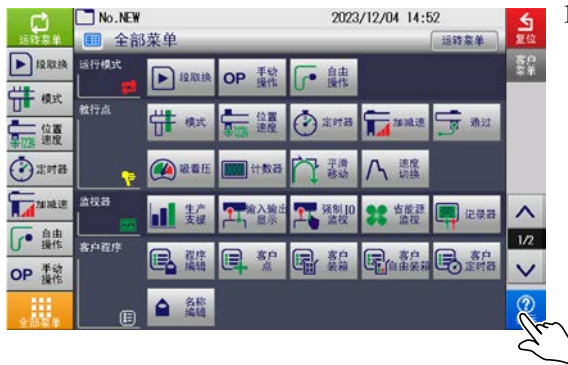 运转菜单
No.NEW
2023/12/04 14:52
复位
全部菜单
运转菜单
客户菜单
段取换
模式
位置速度
定时器
加减速
自由操作
OP 手动操作
全部菜单
运行模式
段取换
OP 手动操作
自由操作
教行点
模式
位置速度
定时器
加减速
通过
吸着压
计数器
平滑移动
速度切换
监视器
生产支援
输入输出显示
强制IO监视
省能源监视
记录器
客户程序
程序编辑
客户点
客户装箱
客户自由装箱
客户定时器
名称编辑
1/2
1